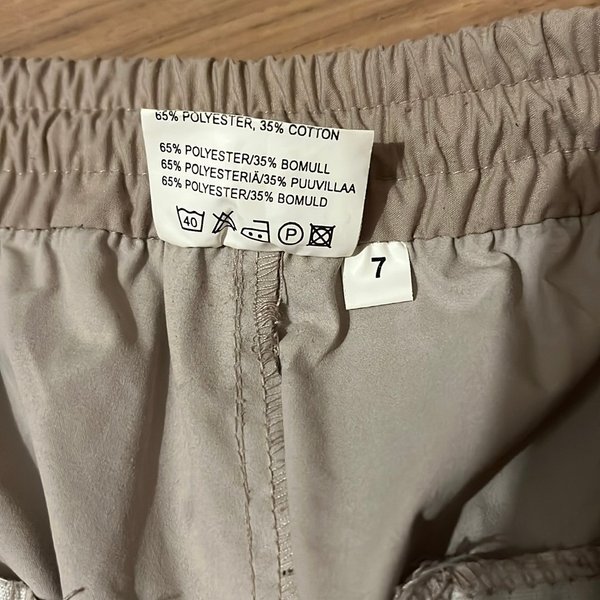 65% POLYESTER, 35% COTTON
65% POLYESTER/35% BOMULL
65% POLYESTERIÄ/35% PUUVILLAA
65% POLYESTER/35% BOMULD
40 P
7